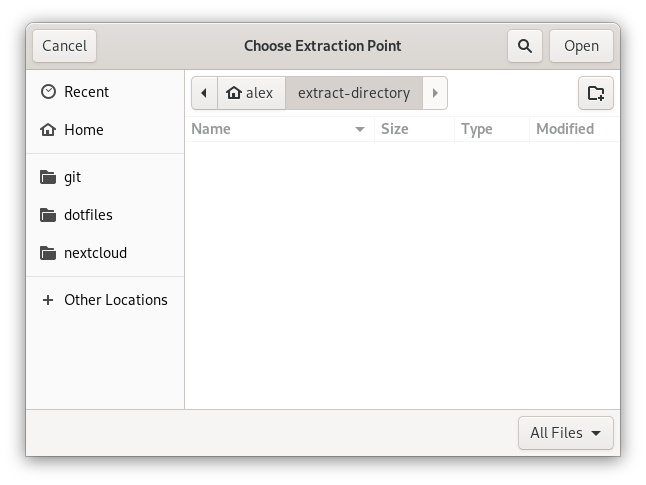 Cancel
Choose Extraction Point
Open
Recent
Home
git
dotfiles
nextcloud
Other Locations
alex
extract-directory
Name
Size
Type
Modified
All Files